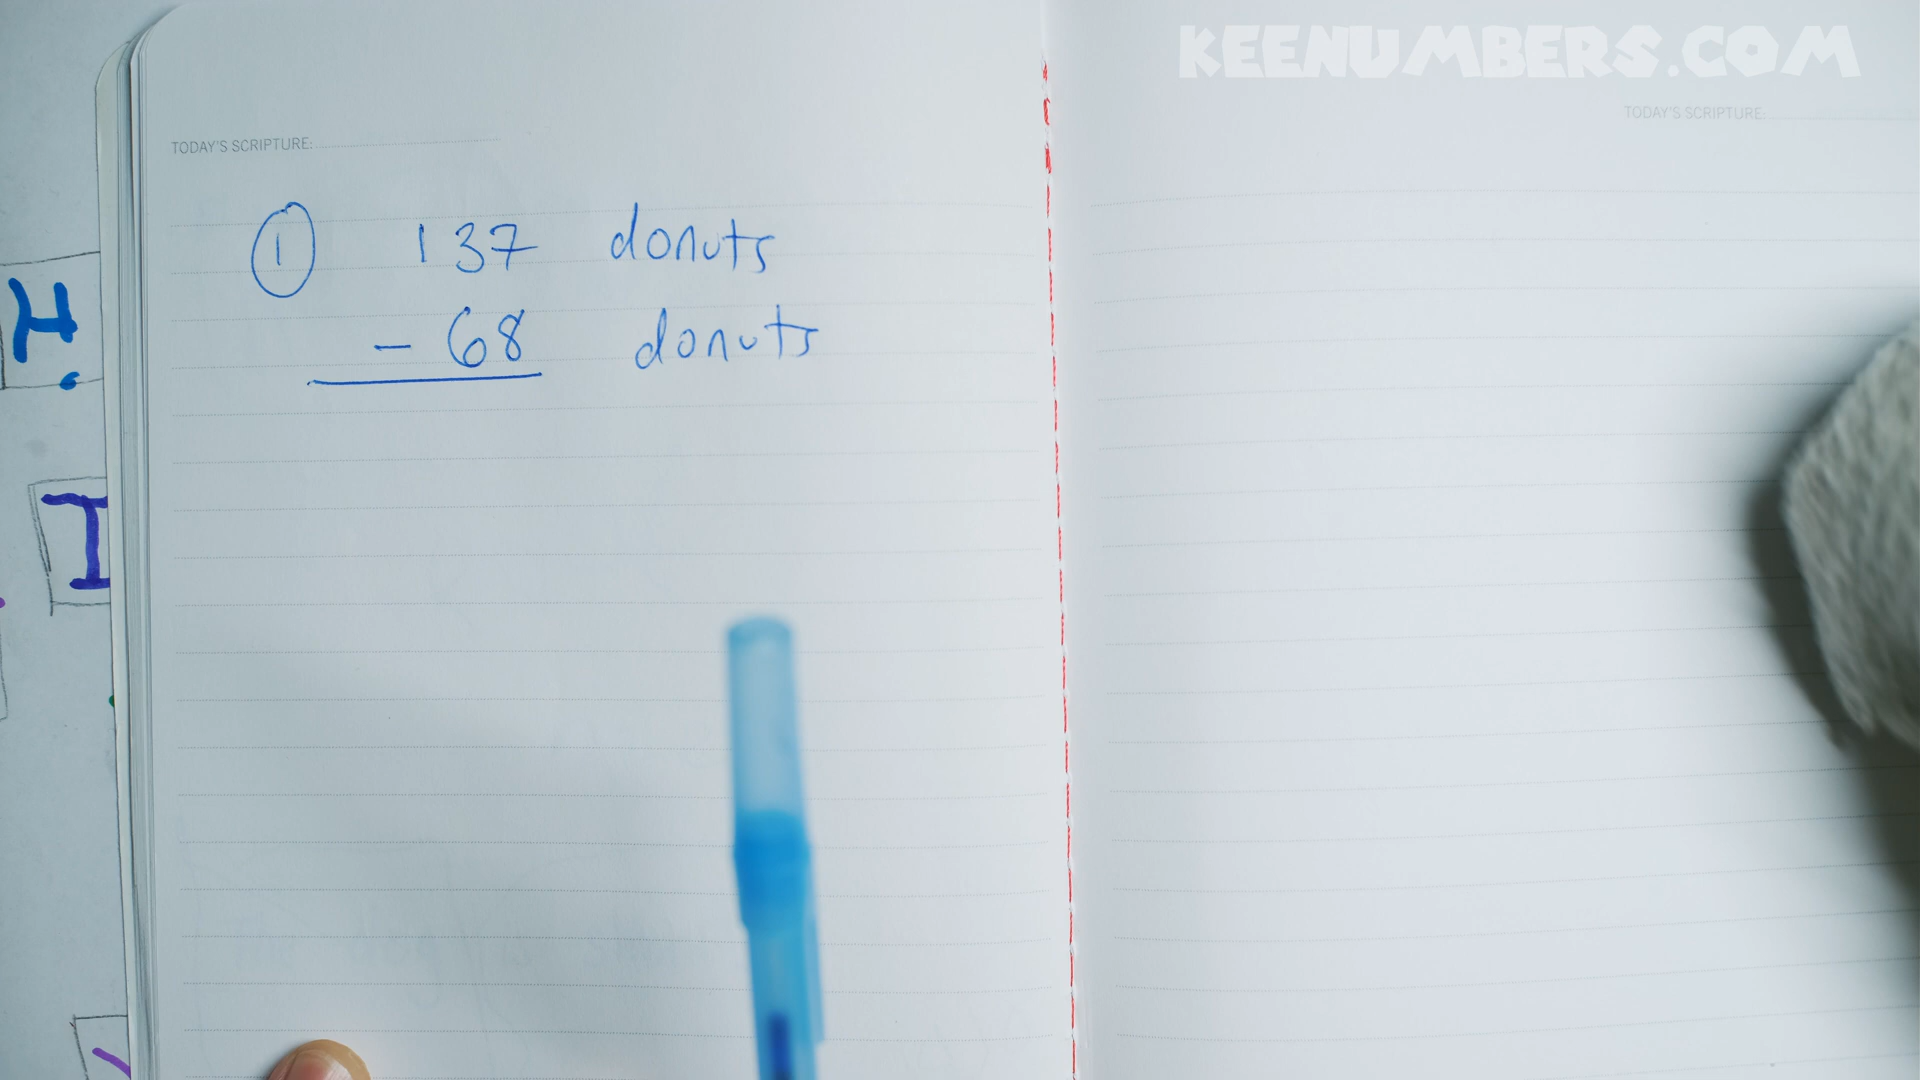 KEENUMBERS.COM
TODAY'S SCRIPTURE:
TODAY'S SCRIPTURE:
① 137 donuts
- 68 donuts
H
I